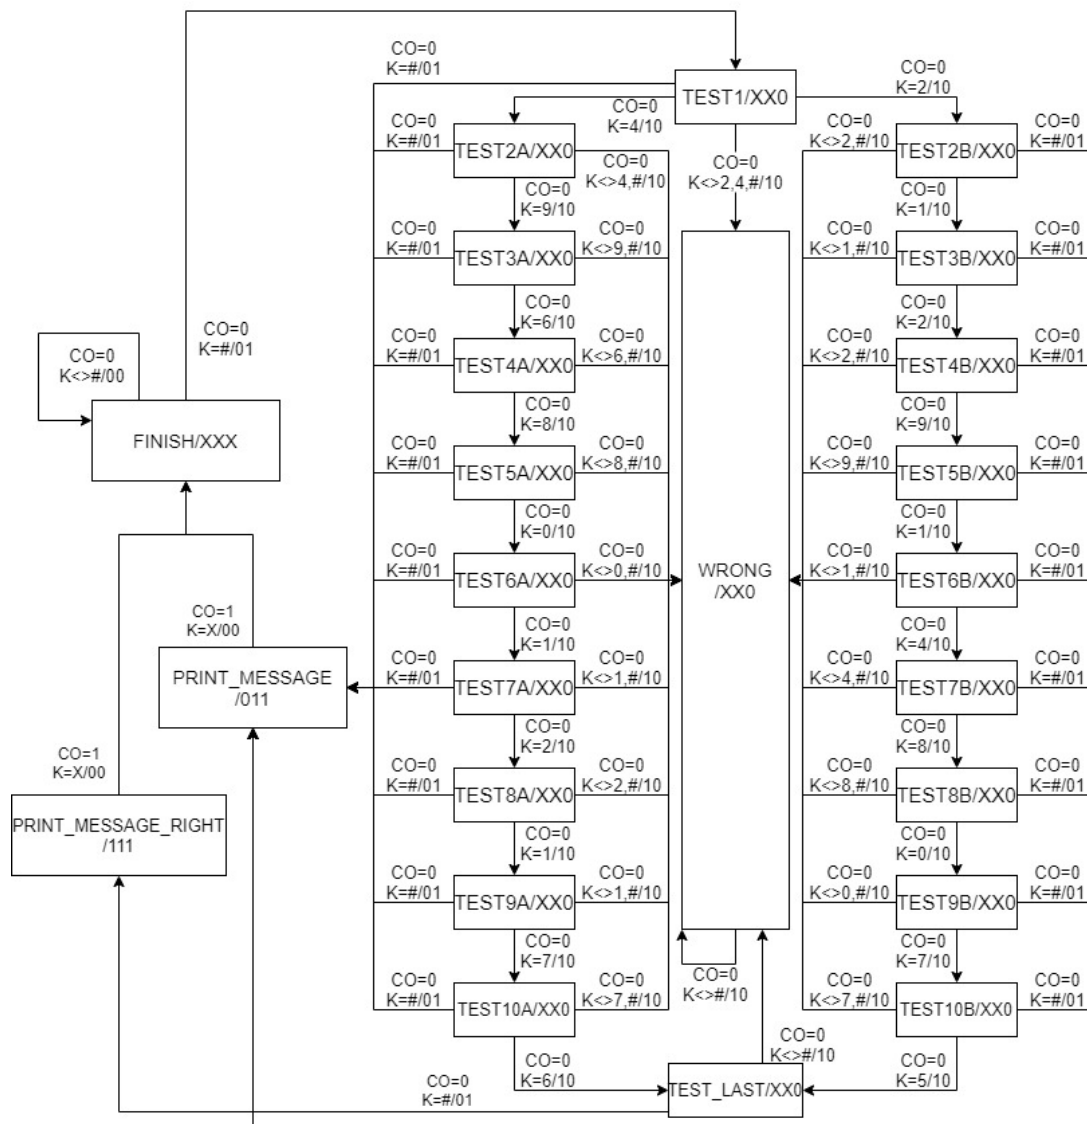 CO=0
K=#/01
TEST1/XX0
CO=0
K=2/10
CO=0
K=#/01
CO=0
K=4/10
CO=0
K<>2,#/10
CO=0
K=#/01
TEST2A/XX0
CO=0
K<>4,#/10
CO=0
K<>2,4,#/10
TEST2B/XX0
CO=0
K=9/10
CO=0
K=1/10
CO=0
K=#/01
TEST3A/XX0
CO=0
K<>9,#/10
CO=0
K<>1,#/10
TEST3B/XX0
CO=0
K=#/01
CO=0
K=6/10
CO=0
K=2/10
CO=0
K=#/01
CO=0
K=#/01
TEST4A/XX0
CO=0
K<>6,#/10
CO=0
K<>2,#/10
TEST4B/XX0
CO=0
K=#/01
CO=0
K<>#/00
CO=0
K=8/10
CO=0
K=9/10
FINISH/XXX
CO=0
K=#/01
TEST5A/XX0
CO=0
K<>8,#/10
CO=0
K<>9,#/10
TEST5B/XX0
CO=0
K=#/01
CO=0
K=0/10
CO=0
K=1/10
CO=0
K=#/01
TEST6A/XX0
CO=0
K<>0,#/10
WRONG
/XX0
CO=0
K<>1,#/10
TEST6B/XX0
CO=0
K=#/01
CO=1
K=X/00
CO=0
K=1/10
CO=0
K=4/10
PRINT_MESSAGE
/011
CO=0
K=#/01
TEST7A/XX0
CO=0
K<>1,#/10
CO=0
K<>4,#/10
TEST7B/XX0
CO=0
K=#/01
CO=0
K=2/10
CO=0
K=8/10
CO=1
K=X/00
CO=0
K=#/01
TEST8A/XX0
CO=0
K<>2,#/10
CO=0
K<>8,#/10
TEST8B/XX0
CO=0
K=#/01
PRINT_MESSAGE_RIGHT
/111
CO=0
K=1/10
CO=0
K=0/10
CO=0
K=#/01
TEST9A/XX0
CO=0
K<>1,#/10
CO=0
K<>0,#/10
TEST9B/XX0
CO=0
K=#/01
CO=0
K=7/10
CO=0
K=7/10
CO=0
K=#/01
TEST10A/XX0
CO=0
K<>7,#/10
CO=0
K<>#/10
CO=0
K<>7,#/10
TEST10B/XX0
CO=0
K=#/01
CO=0
K<>#/10
CO=0
K=6/10
CO=0
K=5/10
CO=0
K=#/01
TEST_LAST/XX0